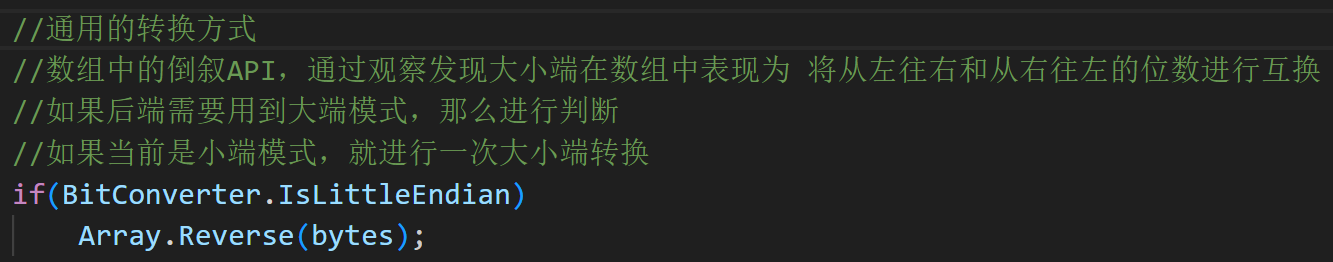 //通用的转换方式
//数组中的倒叙API，通过观察发现大小端在数组中表现为 将从左往右和从右往左的位数进行互换
//如果后端需要用到大端模式，那么进行判断
//如果当前是小端模式，就进行一次大小端转换
if(BitConverter.IsLittleEndian)
    Array.Reverse(bytes);